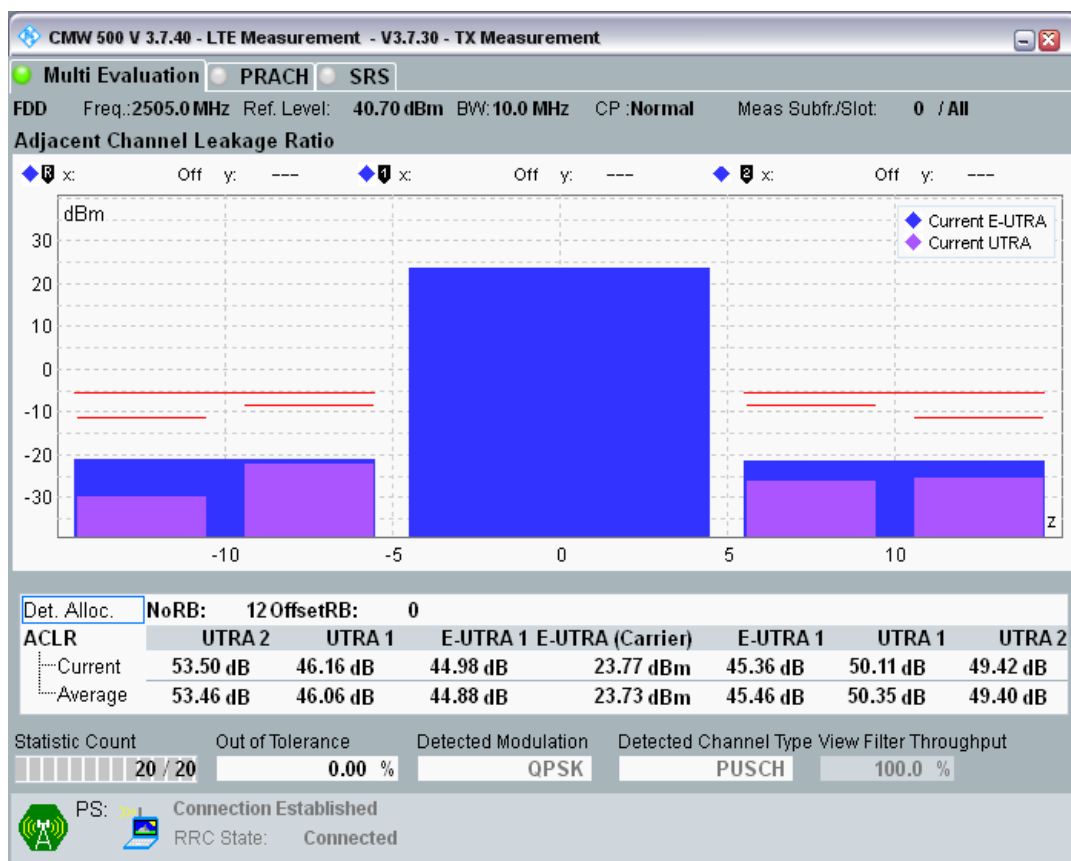 CMW 500 V 3.7.40 - LTE Measurement - V3.7.30 - TX Measurement
Multi Evaluation PRACH SRS
FDD Freq.:2505.0 MHz Ref. Level: 40.70 dBm BW:10.0 MHz CP :Normal Meas Subfr./Slot: 0 / All
Adjacent Channel Leakage Ratio
R x: Off y: --- 1 x: Off y: --- 2 x: Off y: ---
dBm
Current E-UTRA
Current UTRA
30
20
10
0
-10
-20
-30
z
-10 -5 0 5 10
Det. Alloc. NoRB: 12 OffsetRB: 0
ACLR UTRA 2 UTRA 1 E-UTRA 1 E-UTRA (Carrier) E-UTRA 1 UTRA 1 UTRA 2
Current 53.50 dB 46.16 dB 44.98 dB 23.77 dBm 45.36 dB 50.11 dB 49.42 dB
Average 53.46 dB 46.06 dB 44.88 dB 23.73 dBm 45.46 dB 50.35 dB 49.40 dB
Statistic Count Out of Tolerance Detected Modulation Detected Channel Type View Filter Throughput
20 / 20 0.00 % QPSK PUSCH 100.0 %
PS: Connection Established
RRC State: Connected